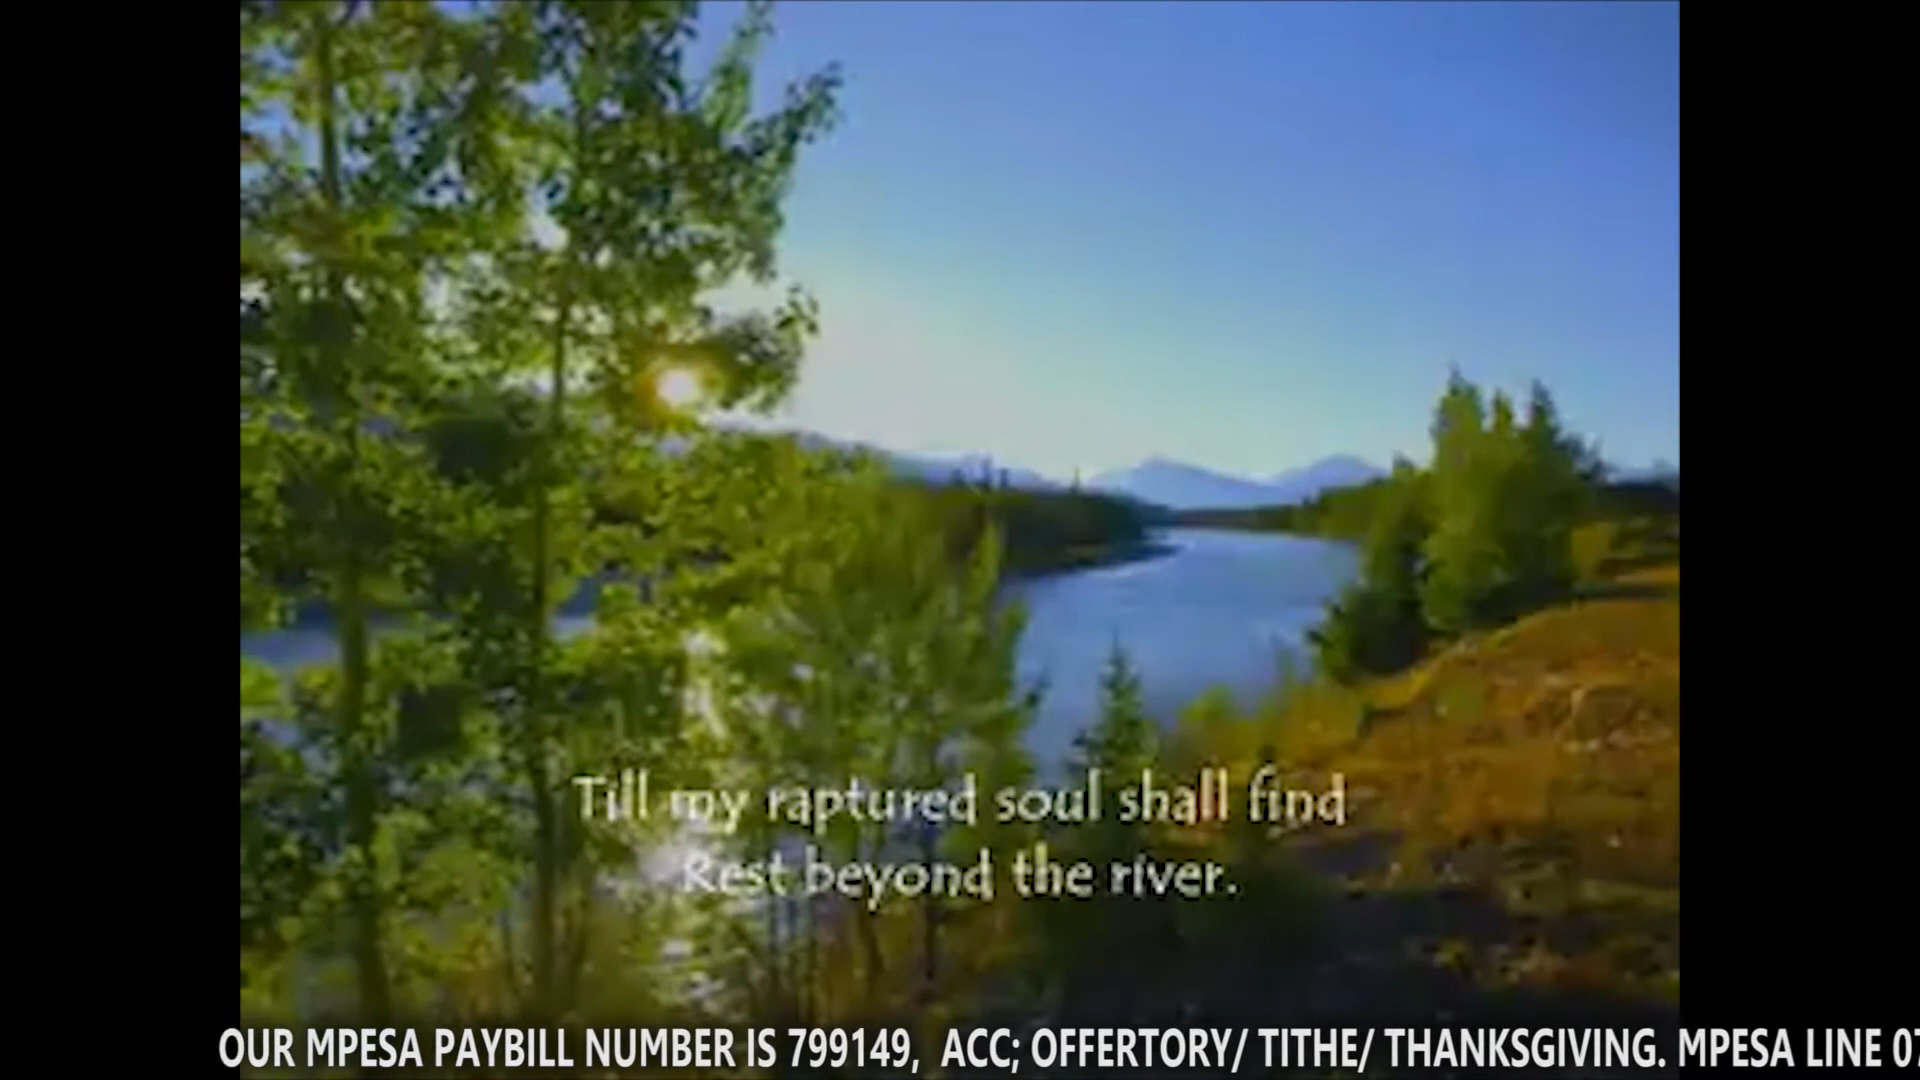 Till my raptured soul shall find
Rest beyond the river.
OUR MPESA PAYBILL NUMBER IS 799149, ACC; OFFERTORY/ TITHE/ THANKSGIVING. MPESA LINE 07